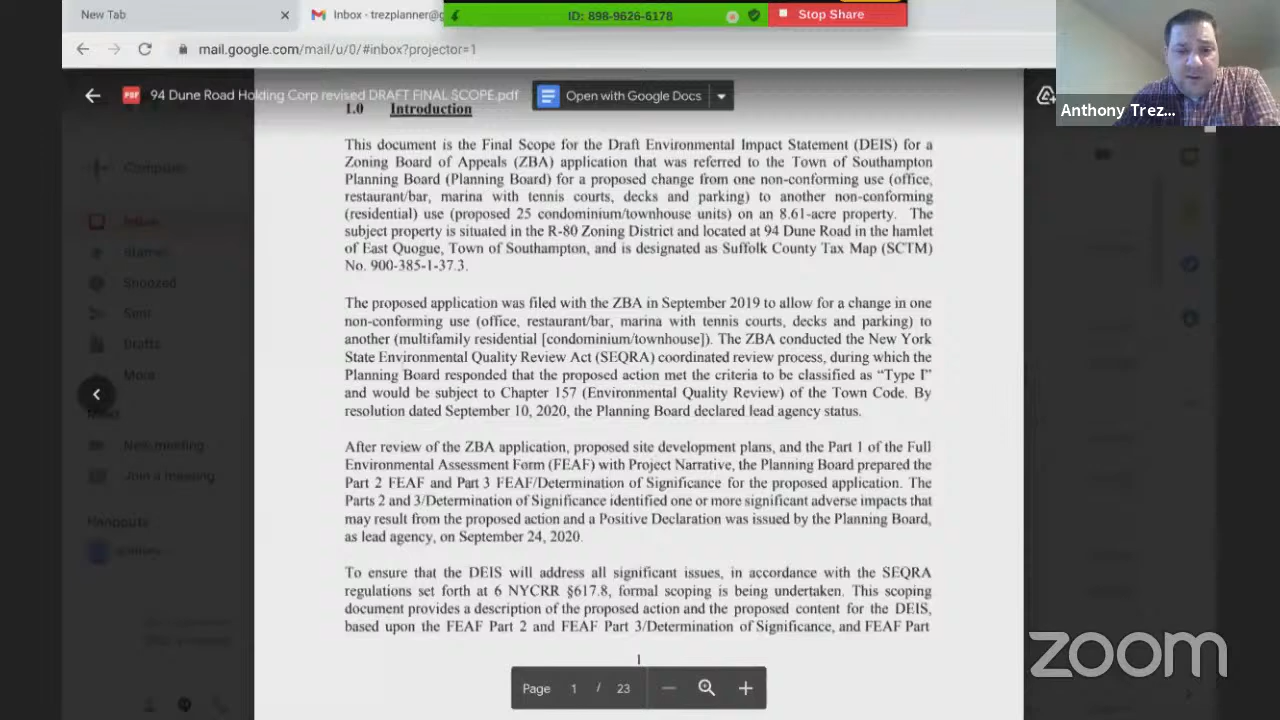 New Tab
Inbox - trezplanner@g
ID: 898-9626-6178
Stop Share
mail.google.com/mail/u/0/#inbox?projector=1
Anthony Trez...
PDF
94 Dune Road Holding Corp revised DRAFT FINAL SCOPE.pdf
Open with Google Docs
1.0 Introduction
This document is the Final Scope for the Draft Environmental Impact Statement (DEIS) for a
Zoning Board of Appeals (ZBA) application that was referred to the Town of Southampton
Planning Board (Planning Board) for a proposed change from one non-conforming use (office,
restaurant/bar, marina with tennis courts, decks and parking) to another non-conforming
(residential) use (proposed 25 condominium/townhouse units) on an 8.61-acre property. The
subject property is situated in the R-80 Zoning District and located at 94 Dune Road in the hamlet
of East Quogue, Town of Southampton, and is designated as Suffolk County Tax Map (SCTM)
No. 900-385-1-37.3.
The proposed application was filed with the ZBA in September 2019 to allow for a change in one
non-conforming use (office, restaurant/bar, marina with tennis courts, decks and parking) to
another (multifamily residential [condominium/townhouse]). The ZBA conducted the New York
State Environmental Quality Review Act (SEQRA) coordinated review process, during which the
Planning Board responded that the proposed action met the criteria to be classified as “Type I”
and would be subject to Chapter 157 (Environmental Quality Review) of the Town Code. By
resolution dated September 10, 2020, the Planning Board declared lead agency status.
After review of the ZBA application, proposed site development plans, and the Part 1 of the Full
Environmental Assessment Form (FEAF) with Project Narrative, the Planning Board prepared the
Part 2 FEAF and Part 3 FEAF/Determination of Significance for the proposed application. The
Parts 2 and 3/Determination of Significance identified one or more significant adverse impacts that
may result from the proposed action and a Positive Declaration was issued by the Planning Board,
as lead agency, on September 24, 2020.
To ensure that the DEIS will address all significant issues, in accordance with the SEQRA
regulations set forth at 6 NYCRR §617.8, formal scoping is being undertaken. This scoping
document provides a description of the proposed action and the proposed content for the DEIS,
based upon the FEAF Part 2 and FEAF Part 3/Determination of Significance, and FEAF Part
1
Page 1 / 23
Compose
Inbox
Starred
Snoozed
Sent
Drafts
More
Meet
New meeting
Join a meeting
Hangouts
zoom